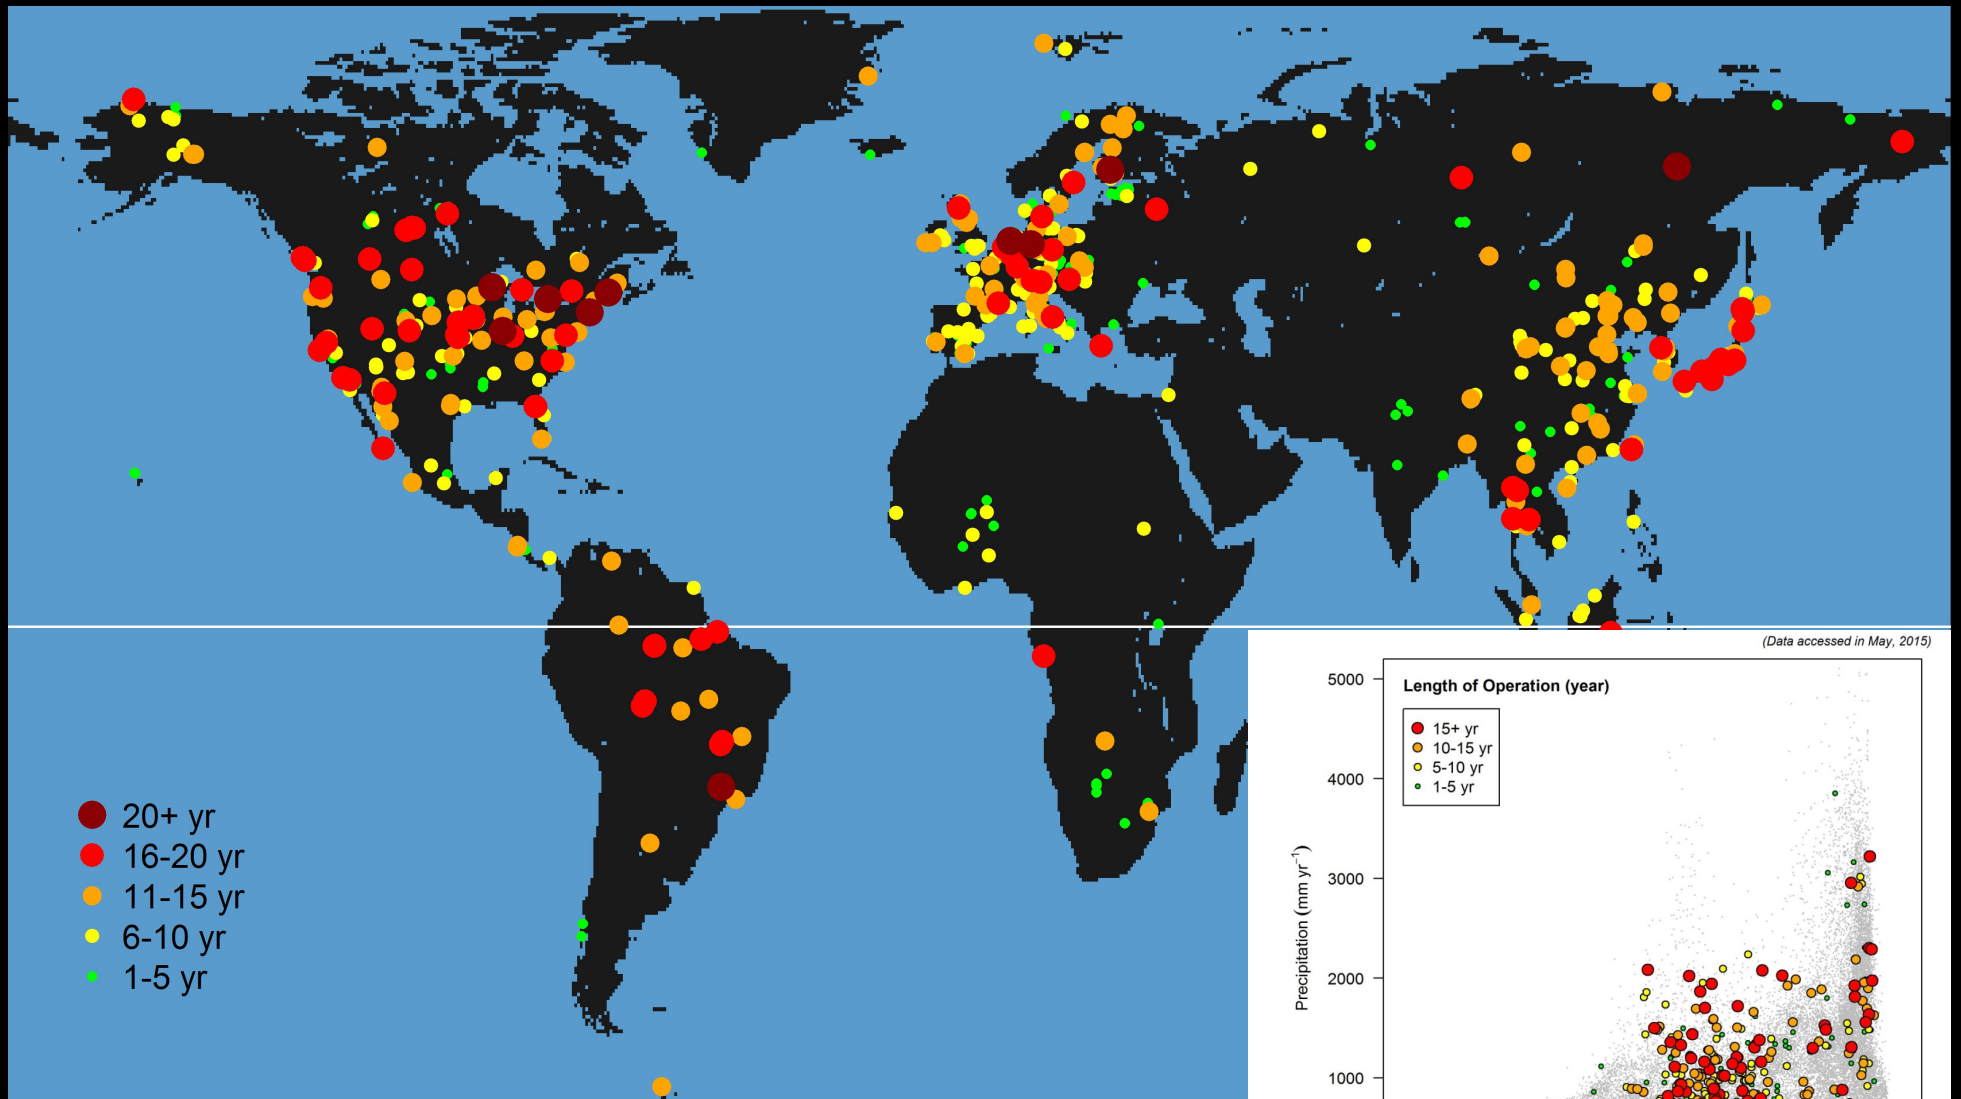 20+ yr
16-20 yr
11-15 yr
6-10 yr
1-5 yr
(Data accessed in May, 2015)
Length of Operation (year)
15+ yr
10-15 yr
5-10 yr
1-5 yr
5000
4000
3000
2000
1000
Precipitation (mm yr⁻¹)